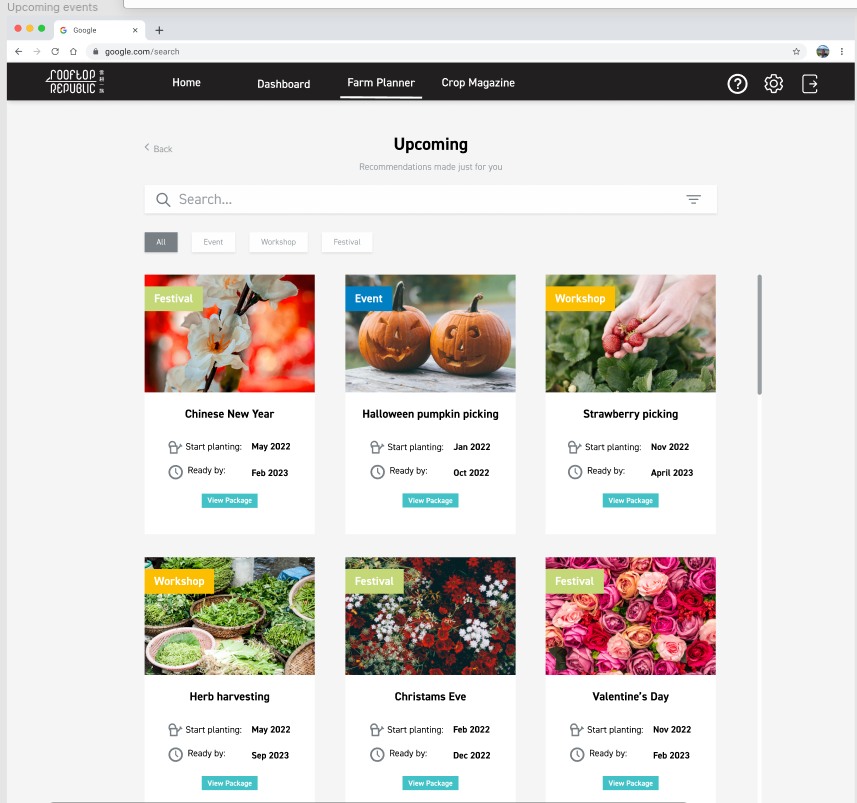 Upcoming events
Google
google.com/search
rooftop
REPUBLIC
Home
Dashboard
Farm Planner
Crop Magazine
Back
Upcoming
Recommendations made just for you
Search...
All
Event
Workshop
Festival
Festival
Event
Workshop
Chinese New Year
Halloween pumpkin picking
Strawberry picking
Start planting: May 2022
Start planting: Jan 2022
Start planting: Nov 2022
Ready by: Feb 2023
Ready by: Oct 2022
Ready by: April 2023
View Package
View Package
View Package
Workshop
Festival
Festival
Herb harvesting
Christams Eve
Valentine's Day
Start planting: May 2022
Start planting: Feb 2022
Start planting: Nov 2022
Ready by: Sep 2023
Ready by: Dec 2022
Ready by: Feb 2023
View Package
View Package
View Package